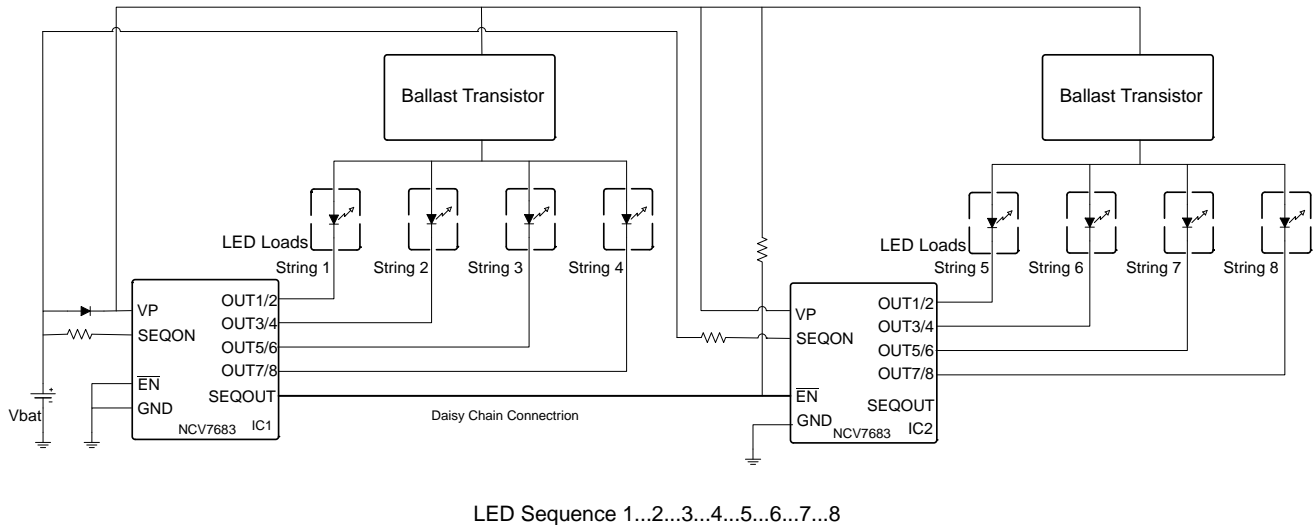 Ballast Transistor
Ballast Transistor
LED Loads
String 1
String 2
String 3
String 4
LED Loads
String 5
String 6
String 7
String 8
VP
SEQON
EN
GND
OUT1/2
OUT3/4
OUT5/6
OUT7/8
SEQOUT
NCV7683
IC1
+
-
Vbat
Daisy Chain Connectrion
VP
SEQON
EN
GND
OUT1/2
OUT3/4
OUT5/6
OUT7/8
SEQOUT
NCV7683
IC2
LED Sequence 1...2...3...4...5...6...7...8